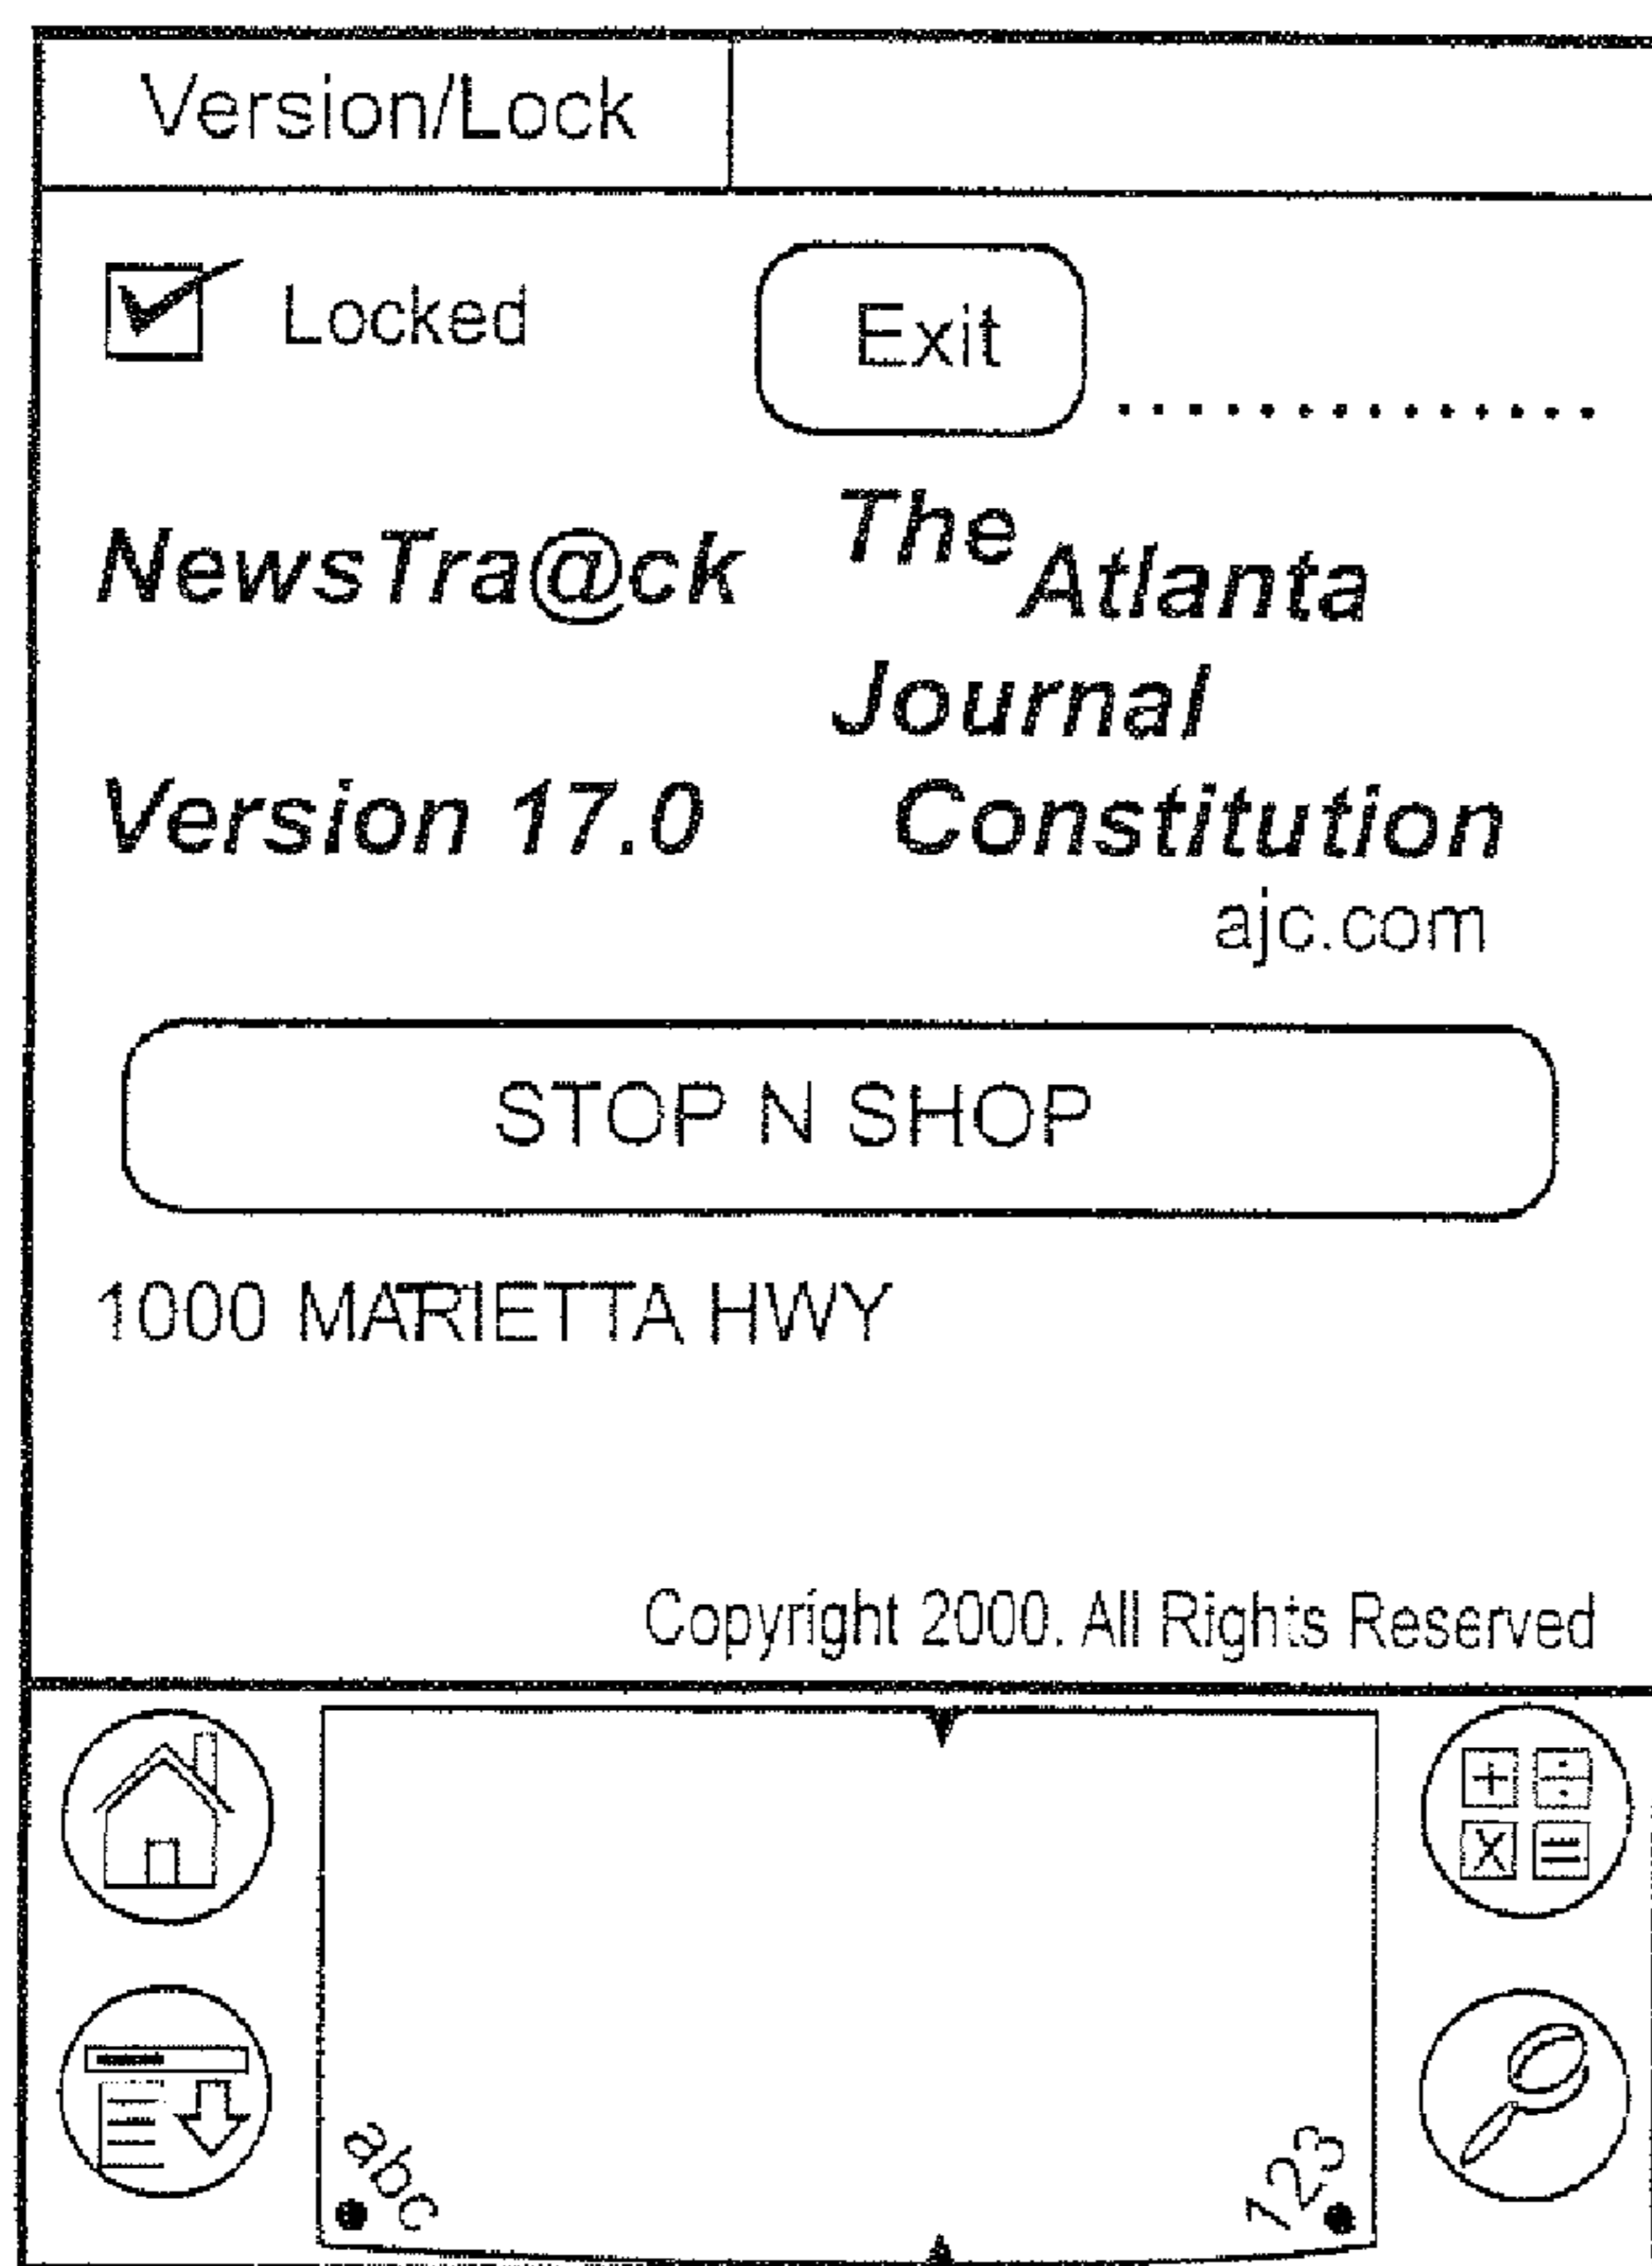 Version/Lock
Locked
Exit
...............
NewsTra@ck
The
Atlanta
Journal
Version 17.0
Constitution
ajc.com
STOP N SHOP
1000 MARIETTA HWY
Copyright 2000. All Rights Reserved
+ ÷
X =
abc
123